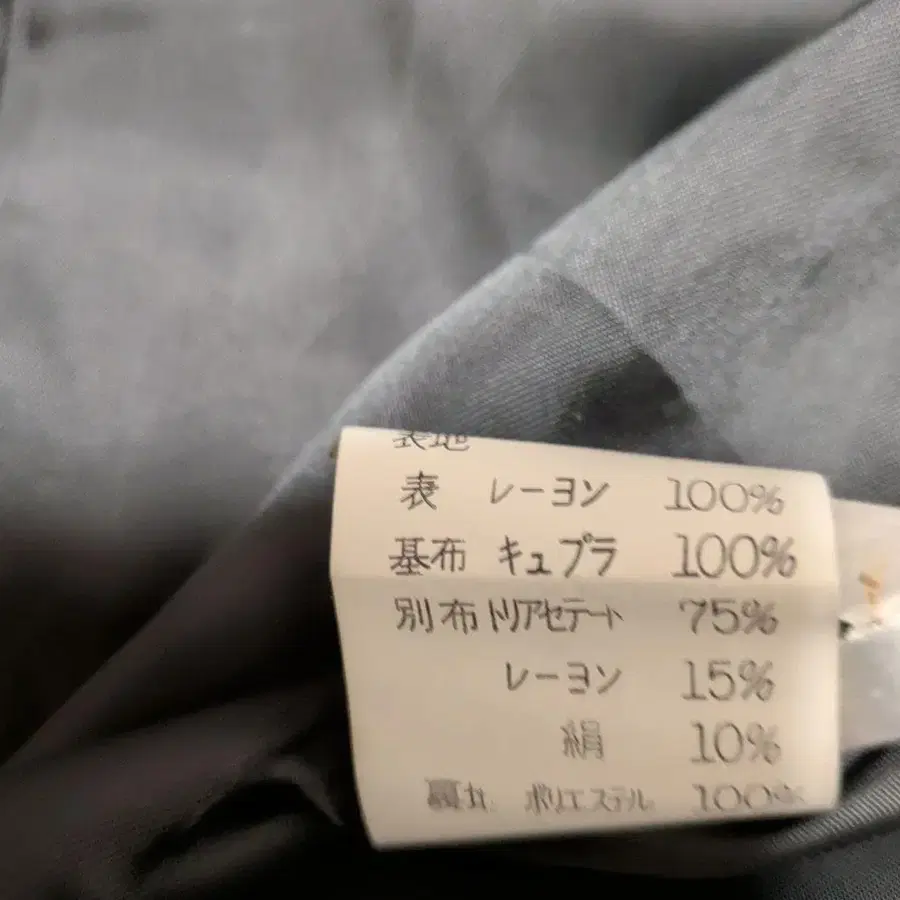 表地
表 レーヨン 100%
基布 キュプラ 100%
別布 トリアセテート 75%
レーヨン 15%
絹 10%
裏地 ポリエステル 100%